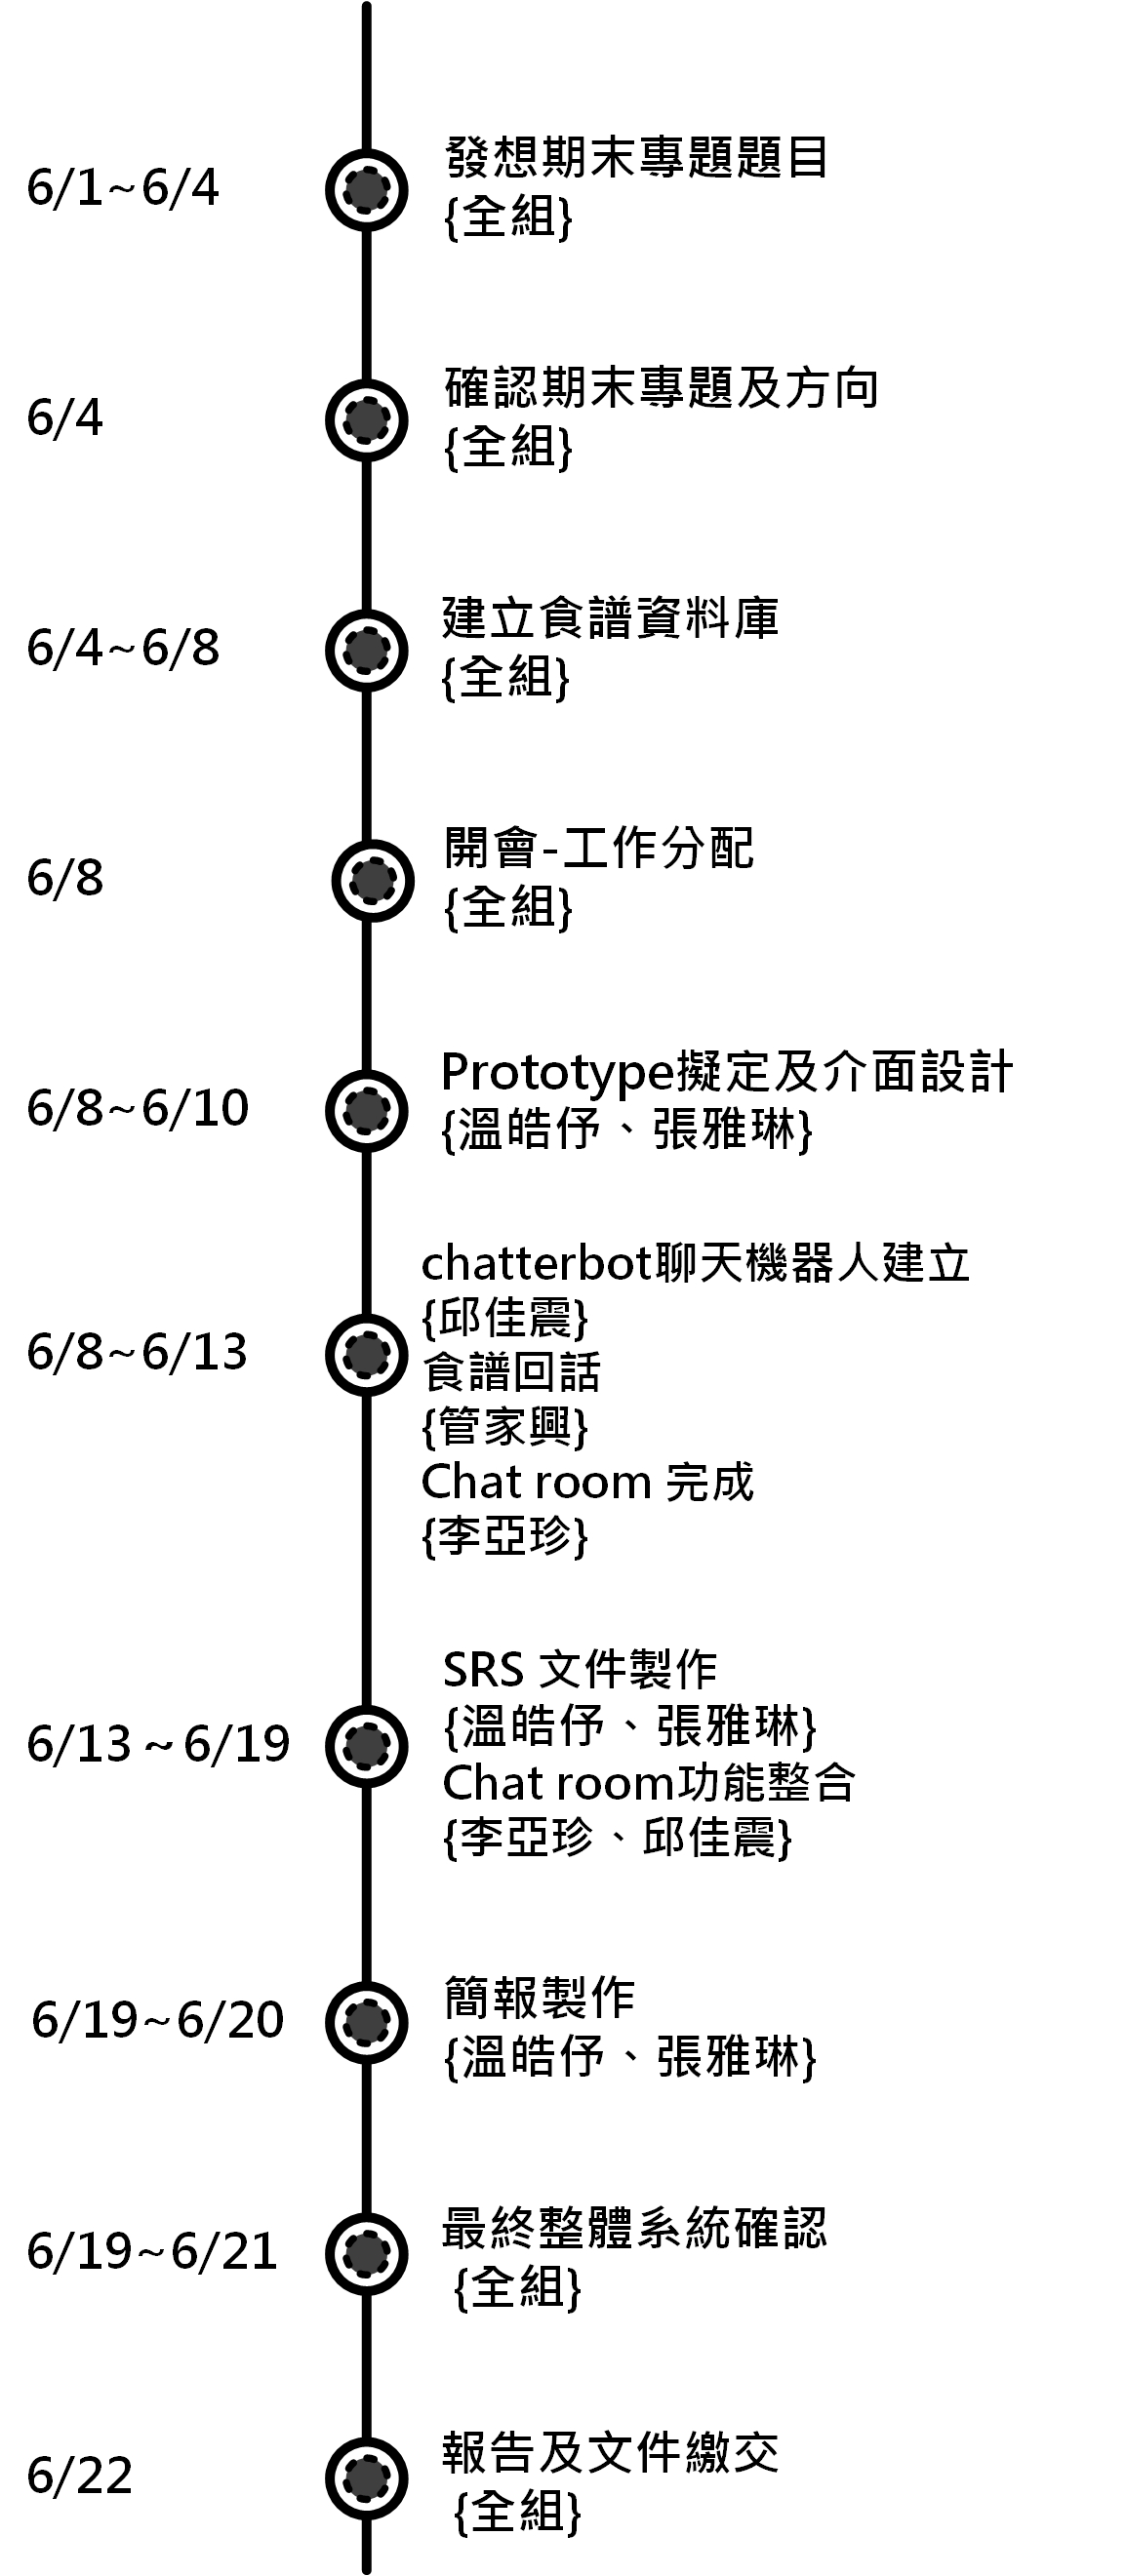 6/1~6/4
發想期末專題題目
{全組}
6/4
確認期末專題及方向
{全組}
6/4~6/8
建立食譜資料庫
{全組}
6/8
開會-工作分配
{全組}
6/8~6/10
Prototype擬定及介面設計
{溫皓伃、張雅琳}
6/8~6/13
chatterbot聊天機器人建立
{邱佳震}
食譜回話
{管家興}
Chat room 完成
{李亞珍}
6/13 ~ 6/19
SRS 文件製作
{溫皓伃、張雅琳}
Chat room功能整合
{李亞珍、邱佳震}
6/19~6/20
簡報製作
{溫皓伃、張雅琳}
6/19~6/21
最終整體系統確認
{全組}
6/22
報告及文件繳交
{全組}